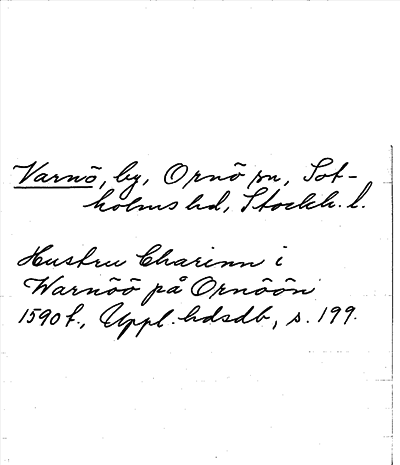 Varnö, by, Ornö sn, Sot-
holms hd, Stockh. l.
Hustru Charinn i
Warnöö på Ornöön
1590 f., Uppl. hdsdb, s. 199.